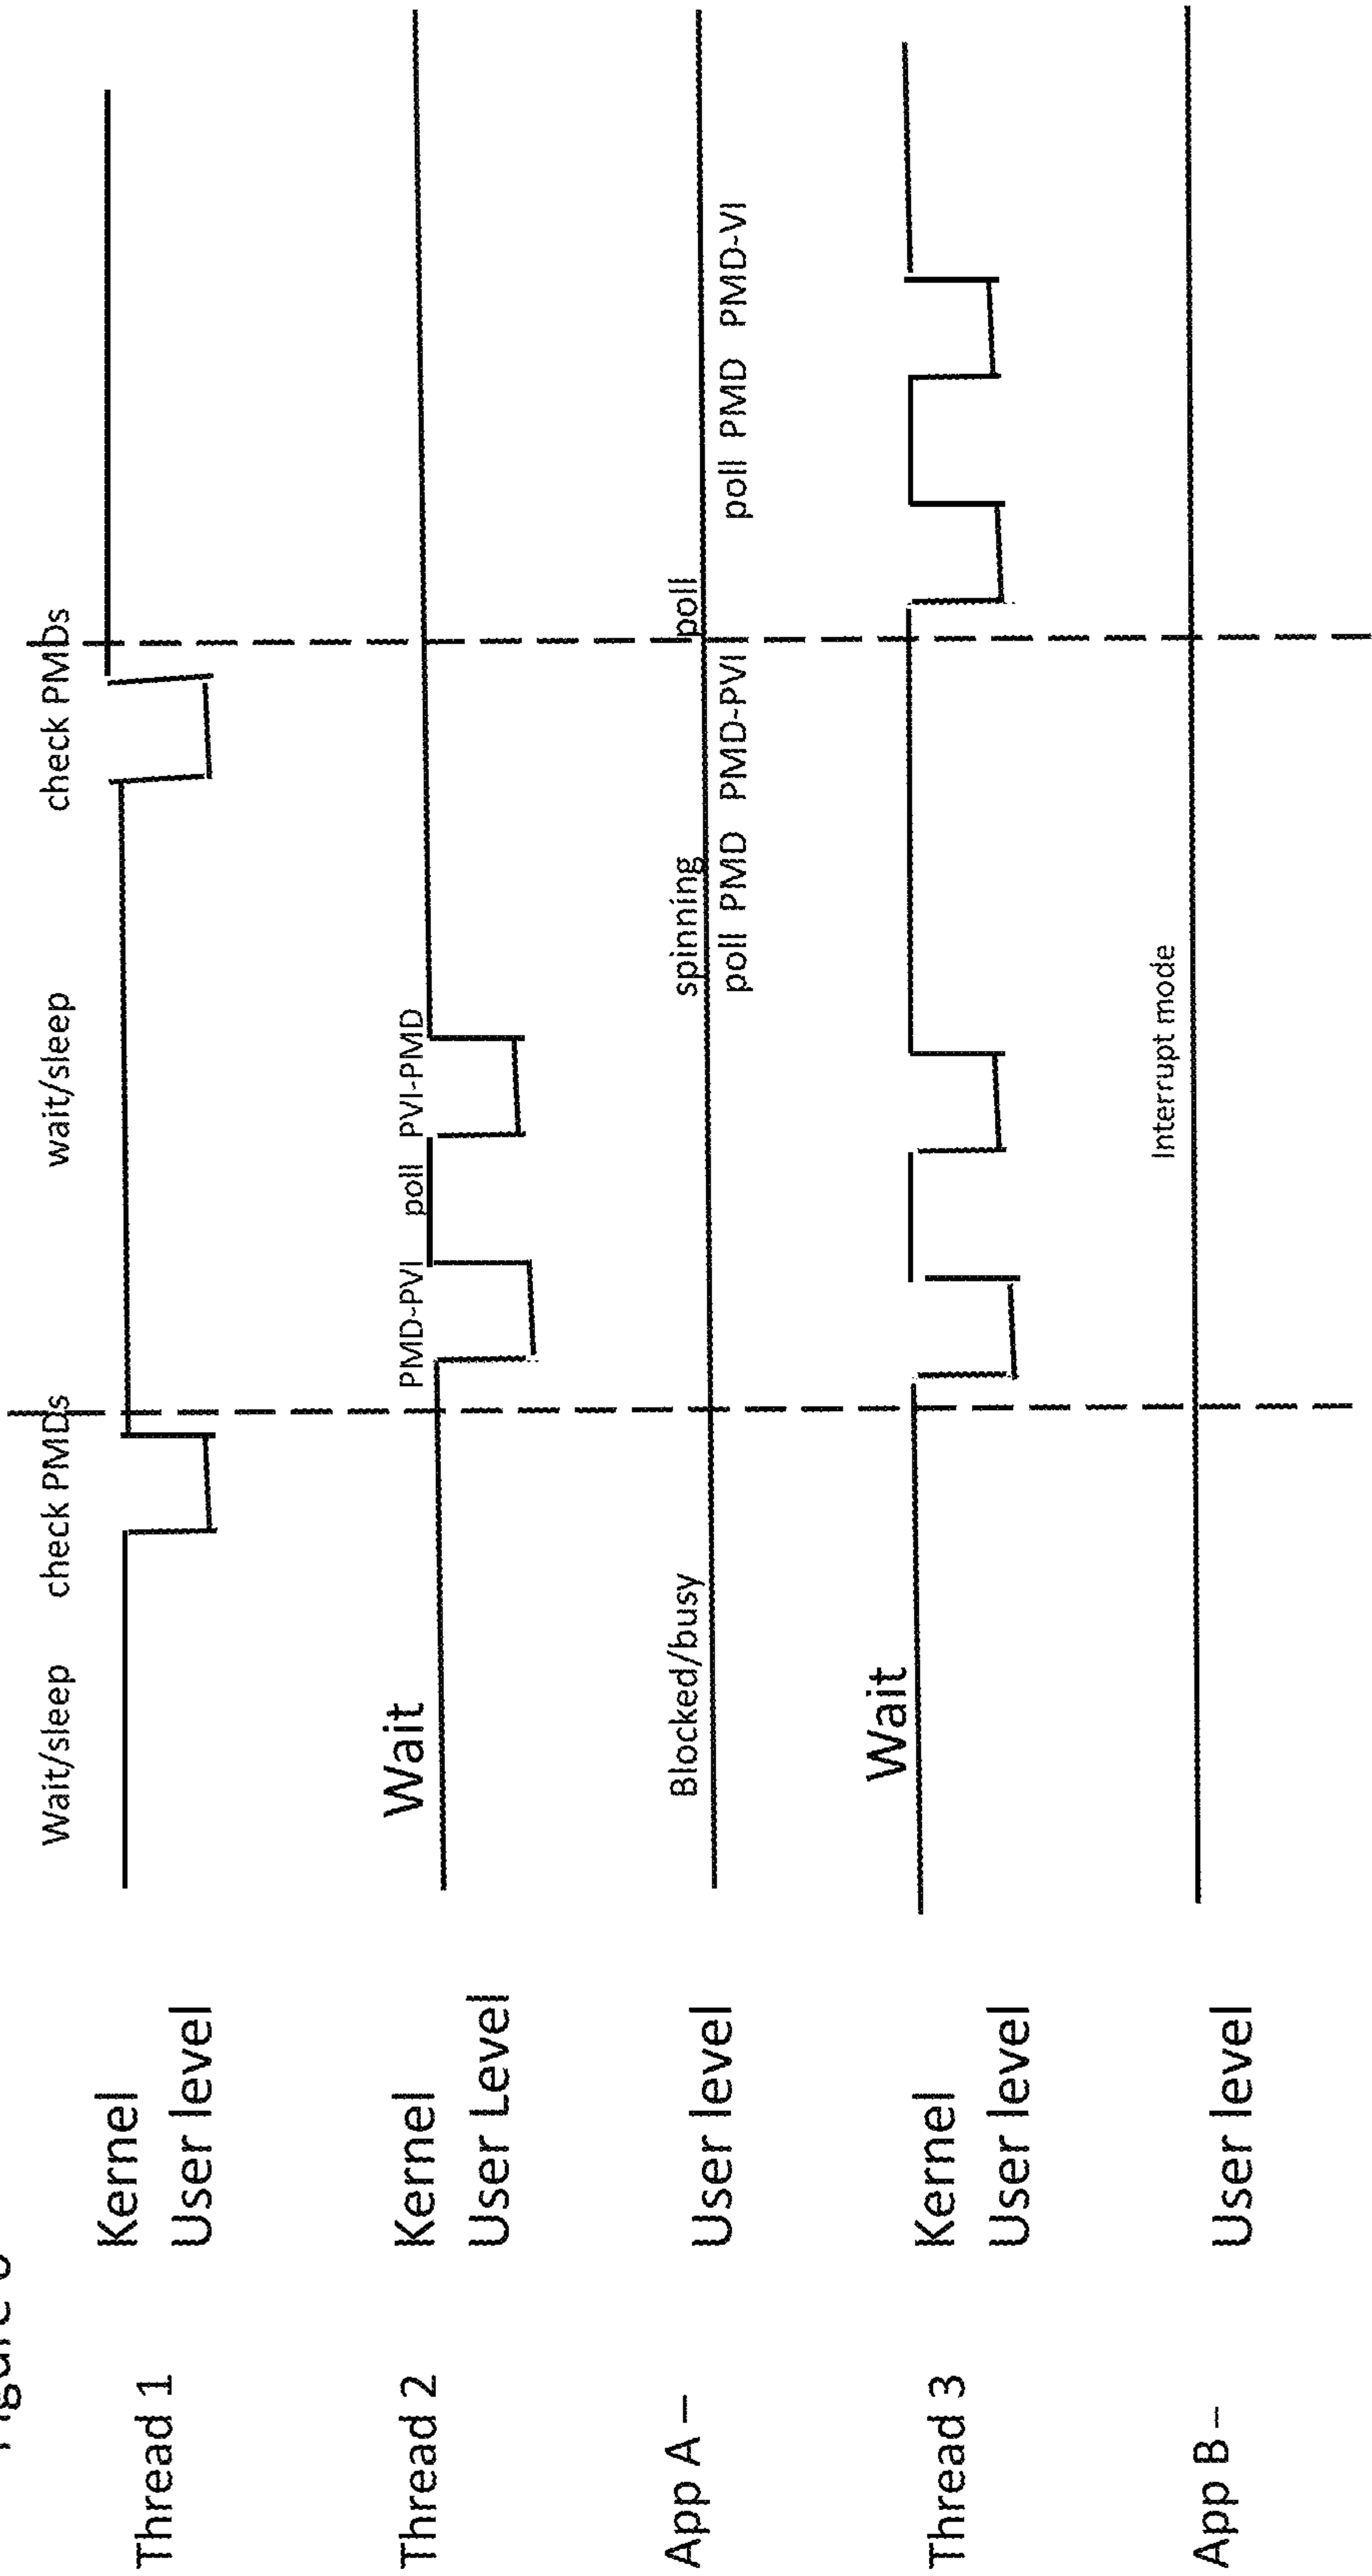 Figure
Wait/sleep check PMDs wait/sleep check PMDs
Thread 1 Kernel
User level
Wait PMD-PVI poll PVI-PMD
Thread 2 Kernel
User Level
Blocked/busy spinning poll
App A – User level
poll PMD PMD-PVI poll PMD PMD-VI
Wait
Thread 3 Kernel
User level
Interrupt mode
App B – User level